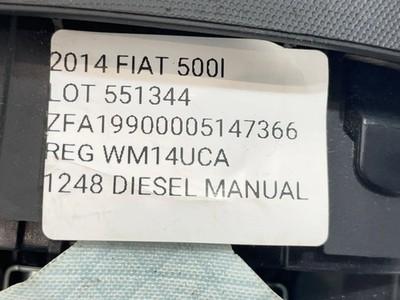 2014 FIAT 500l
LOT 551344
ZFA19900005147366
REG WM14UCA
1248 DIESEL MANUAL